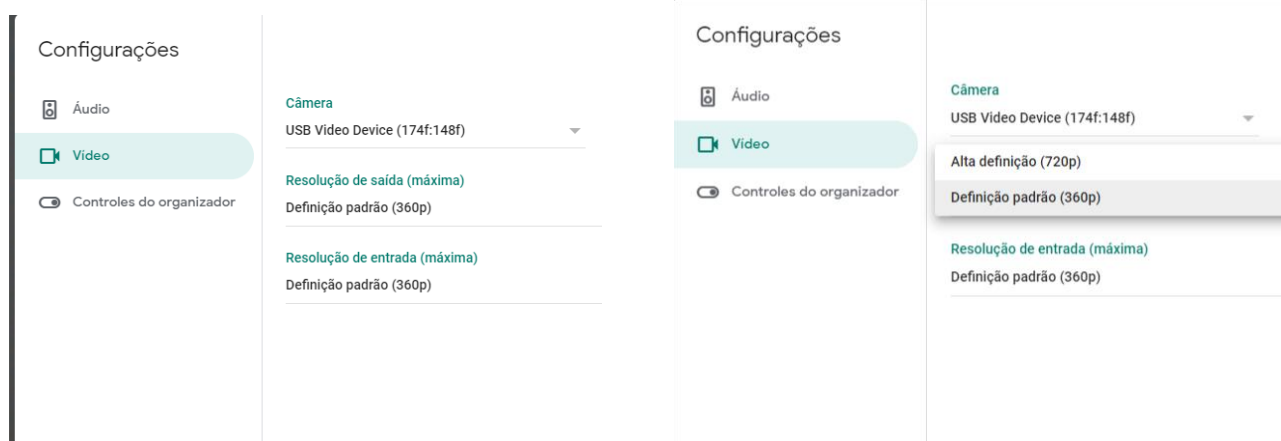 Configurações
Áudio
Vídeo
Controles do organizador
Câmera
USB Video Device (174f:148f)
Resolução de saída (máxima)
Definição padrão (360p)
Resolução de entrada (máxima)
Definição padrão (360p)
Configurações
Áudio
Vídeo
Controles do organizador
Câmera
USB Video Device (174f:148f)
Alta definição (720p)
Definição padrão (360p)
Resolução de entrada (máxima)
Definição padrão (360p)